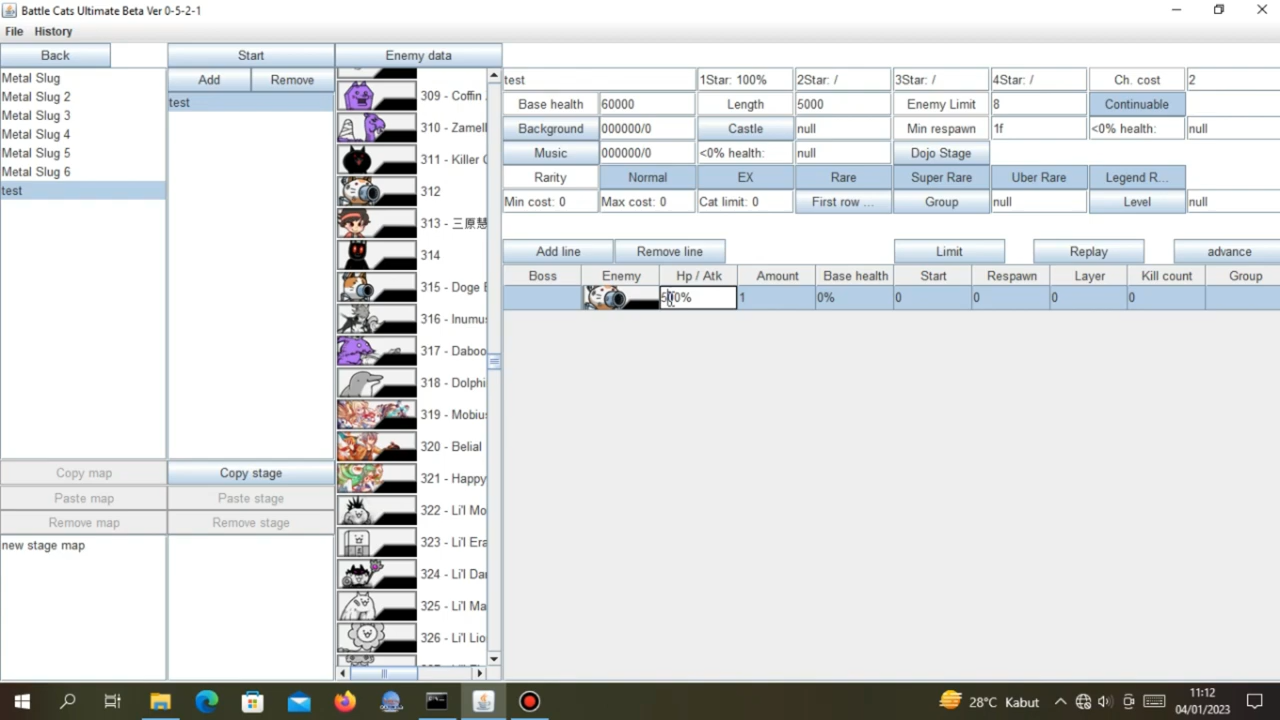 Battle Cats Ultimate Beta Ver 0-5-2-1
File History
Back Start Enemy data
Add Remove
Metal Slug
Metal Slug 2
Metal Slug 3
Metal Slug 4
Metal Slug 5
Metal Slug 6
test
test
Copy map Copy stage
Paste map Paste stage
Remove map Remove stage
new stage map
309 - Coffin
310 - Zamell
311 - Killer
312
313 - 三原慧
314
315 - Doge
316 - Inumu
317 - Daboo
318 - Dolphi
319 - Mobiu
320 - Belial
321 - Happy
322 - Li'l Mo
323 - Li'l Era
324 - Li'l Da
325 - Li'l Ma
326 - Li'l Lio
test 1Star: 100% 2Star: / 3Star: / 4Star: / Ch. cost 2
Base health 60000 Length 5000 Enemy Limit 8 Continuable
Background 000000/0 Castle null Min respawn 1f <0% health: null
Music 000000/0 <0% health: null Dojo Stage
Rarity Normal EX Rare Super Rare Uber Rare Legend R...
Min cost: 0 Max cost: 0 Cat limit: 0 First row ... Group null Level null
Add line Remove line Limit Replay advance
Boss Enemy Hp / Atk Amount Base health Start Respawn Layer Kill count Group
1 0% 0 0 0 0
28°C Kabut
11:12
04/01/2023